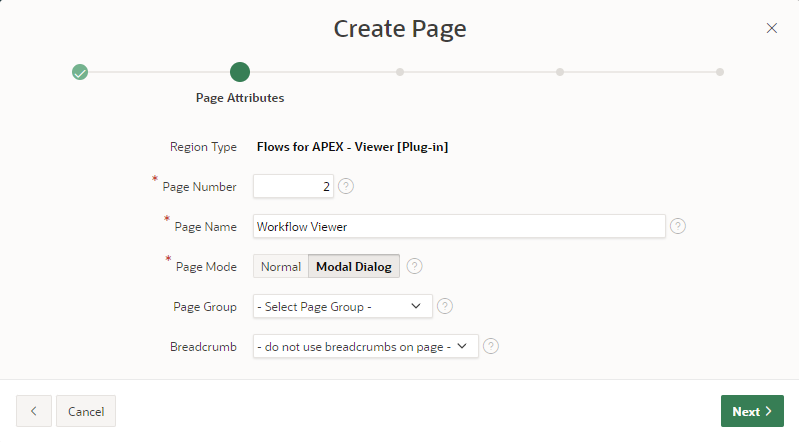 Create Page
Page Attributes
Region Type Flows for APEX - Viewer [Plug-in]
* Page Number 2 ?
* Page Name Workflow Viewer ?
* Page Mode Normal Modal Dialog ?
Page Group - Select Page Group - ?
Breadcrumb - do not use breadcrumbs on page - ?
Cancel Next